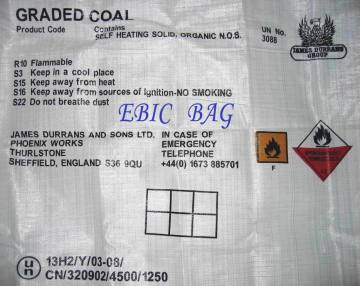 GRADED COAL
Product Code
Contains
SELF HEATING SOLID, ORGANIC N.O.S.
UN No.
3088
JAMES DURRANS
GROUP
R10 Flammable
S3 Keep in a cool place
S15 Keep away from heat
S16 Keep away from sources of ignition-NO SMOKING
S22 Do not breathe dust
EBIC BAG
JAMES DURRANS AND SONS LTD.
PHOENIX WORKS
THURLSTONE
SHEFFIELD, ENGLAND S36 9QU
IN CASE OF
EMERGENCY
TELEPHONE
+44(0) 1673 885701
F
un
13H2/Y/03-08/
CN/320902/4500/1250